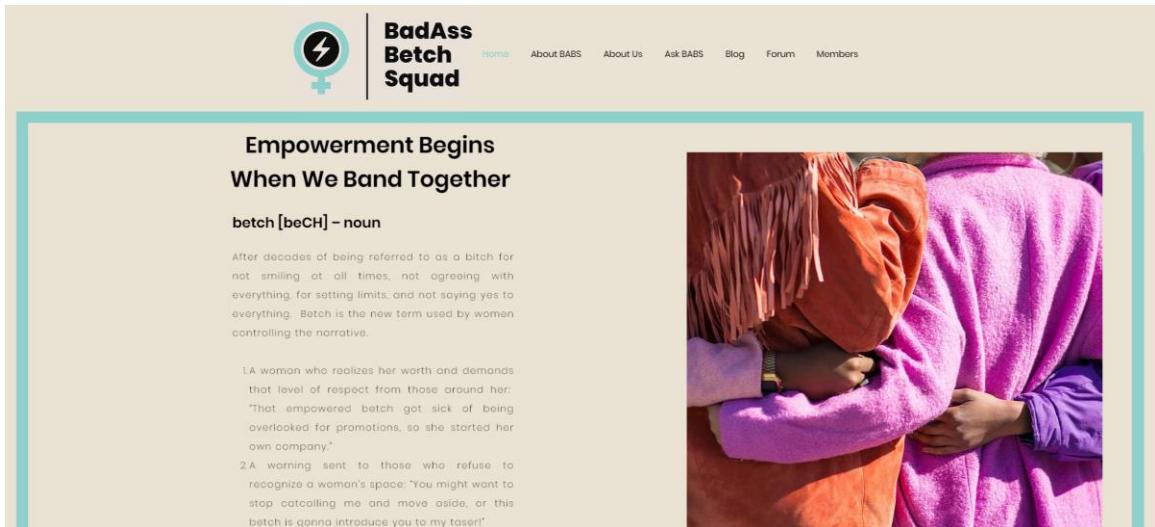 BadAss
Betch
Squad
Home About BABS About Us Ask BABS Blog Forum Members
Empowerment Begins
When We Band Together
betch [beCH] – noun
After decades of being referred to as a bitch for
not smiling at all times, not agreeing with
everything, for setting limits, and not saying yes to
everything. Betch is the new term used by women
controlling the narrative.
1. A woman who realizes her worth and demands
that level of respect from those around her:
"That empowered betch got sick of being
overlooked for promotions, so she started her
own company."
2. A warning sent to those who refuse to
recognize a woman's space: "You might want to
stop catcalling me and move aside, or this
betch is gonna introduce you to my taser!"